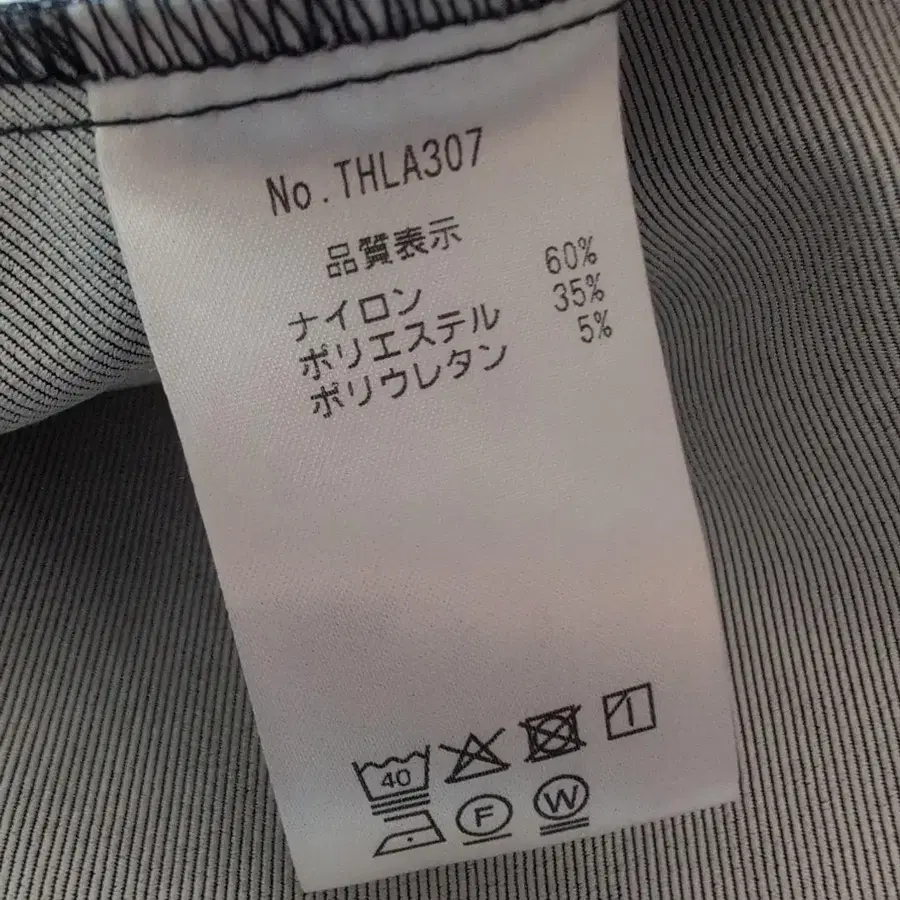 No.THLA307
品質表示
ナイロン 60%
ポリエステル 35%
ポリウレタン 5%
40
F W